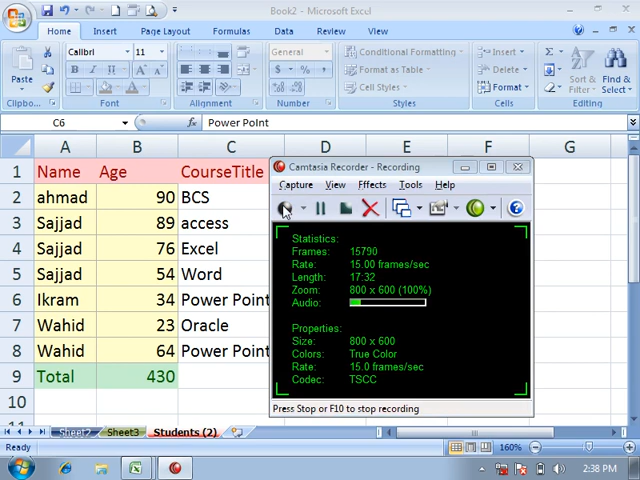 Book2 - Microsoft Excel
Home Insert Page Layout Formulas Data Review View
Paste
Calibri 11
B I U A A
General
$ % ,
Conditional Formatting
Format as Table
Cell Styles
Insert
Delete
Format
Σ
Sort & Filter
Find & Select
Clipboard Font Alignment Number Styles Cells Editing
C6 Power PoInt
A B C D E F G
1 Name Age CourseTitle
2 ahmad 90 BCS
3 Sajjad 89 access
4 Sajjad 76 Excel
5 Sajjad 54 Word
6 Ikram 34 Power PoInt
7 Wahid 23 Oracle
8 Wahid 64 Power PoInt
9 Total 430
10
Camtasia Recorder - Recording
Capture View Effects Tools Help
Statistics:
Frames: 15790
Rate: 15.00 frames/sec
Length: 17:32
Zoom: 800 x 600 (100%)
Audio:
Properties:
Size: 800 x 600
Colors: True Color
Rate: 15.0 frames/sec
Codec: TSCC
Press Stop or F10 to stop recording
Sheet2 Sheet3 Students (2)
Ready 160%
2:38 PM